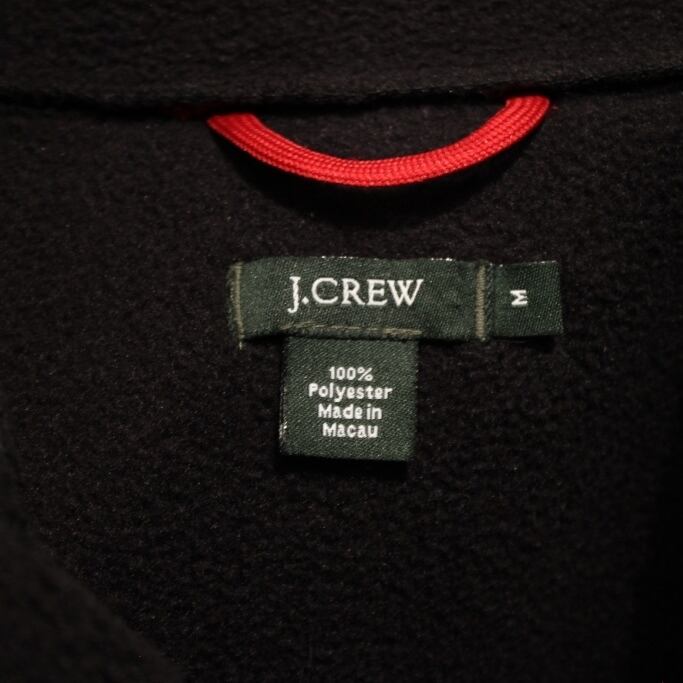 J.CREW
M
100%
Polyester
Made in
Macau